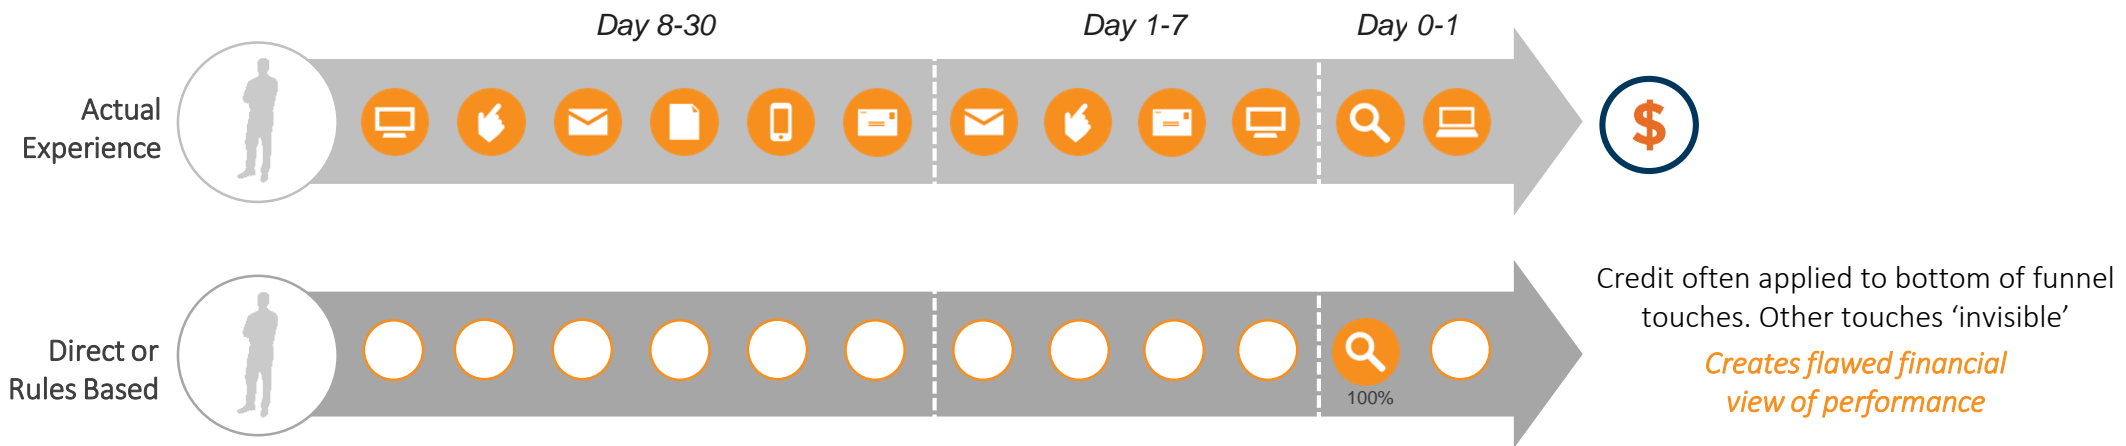 Day 8-30
Day 1-7
Day 0-1
Actual
Experience
$
Direct or
Rules Based
100%
Credit often applied to bottom of funnel
touches. Other touches ‘invisible’
Creates flawed financial
view of performance